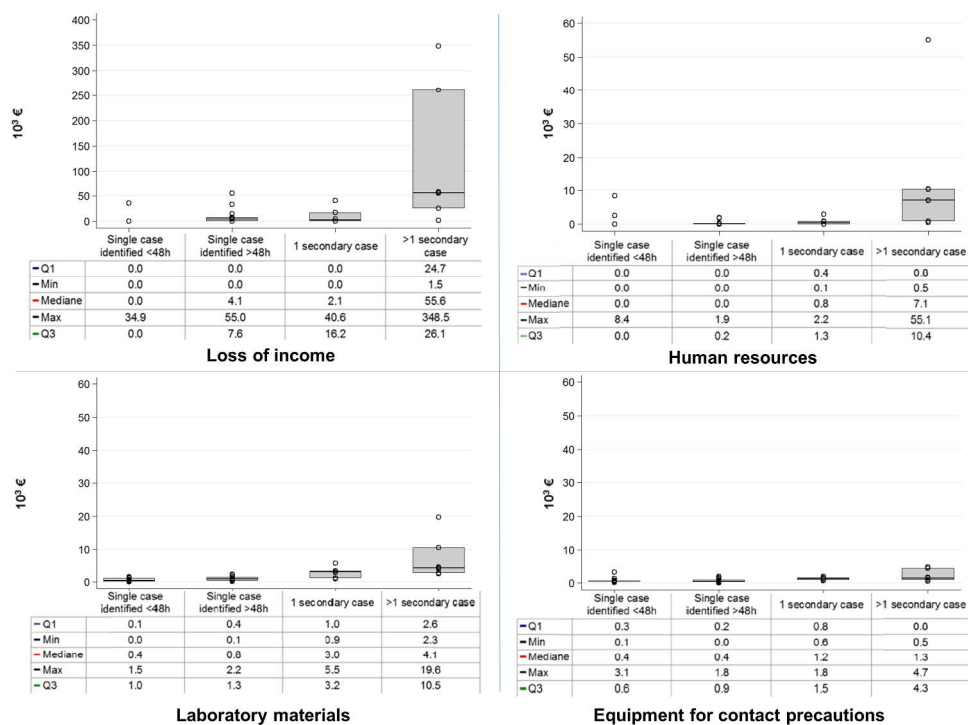 400
350
300
250
200
150
100
50
0
10³ €
Single case identified <48h
Single case identified >48h
1 secondary case
>1 secondary case
Q1 0.0 0.0 0.0 24.7
Min 0.0 0.0 0.0 1.5
Mediane 0.0 4.1 2.1 55.6
Max 34.9 55.0 40.6 348.5
Q3 0.0 7.6 16.2 26.1
Loss of income
60
50
40
30
20
10
0
10³ €
Single case identified <48h
Single case identified >48h
1 secondary case
>1 secondary case
Q1 0.0 0.0 0.4 0.0
Min 0.0 0.0 0.1 0.5
Mediane 0.0 0.0 0.8 7.1
Max 8.4 1.9 2.2 55.1
Q3 0.0 0.2 1.3 10.4
Human resources
60
50
40
30
20
10
0
10³ €
Single case identified <48h
Single case identified >48h
1 secondary case
>1 secondary case
Q1 0.1 0.4 1.0 2.6
Min 0.0 0.1 0.9 2.3
Mediane 0.4 0.8 3.0 4.1
Max 1.5 2.2 5.5 19.6
Q3 1.0 1.3 3.2 10.5
Laboratory materials
60
50
40
30
20
10
0
10³ €
Single case identified <48h
Single case identified >48h
1 secondary case
>1 secondary case
Q1 0.3 0.2 0.8 0.0
Min 0.1 0.0 0.6 0.5
Mediane 0.4 0.4 1.2 1.3
Max 3.1 1.8 1.8 4.7
Q3 0.6 0.9 1.5 4.3
Equipment for contact precautions